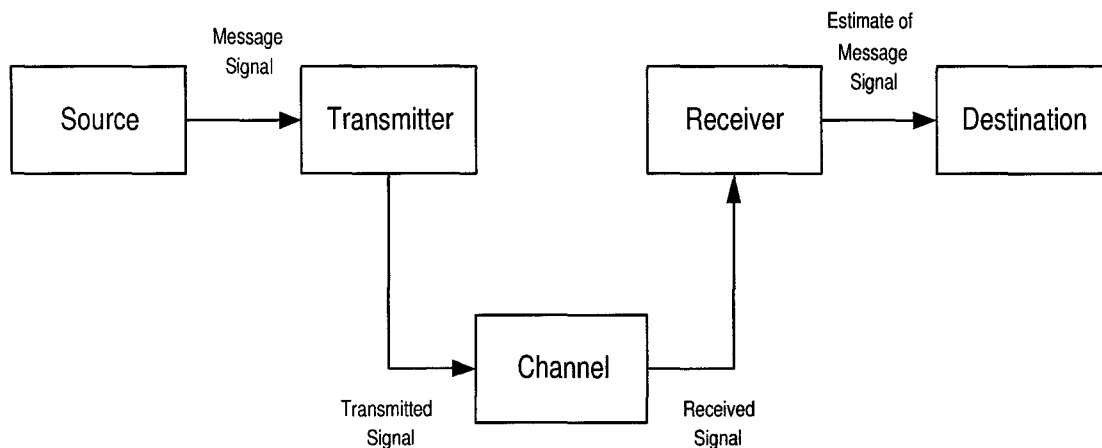 Message
Signal
Estimate of
Message
Signal
Source
Transmitter
Receiver
Destination
Channel
Transmitted
Signal
Received
Signal